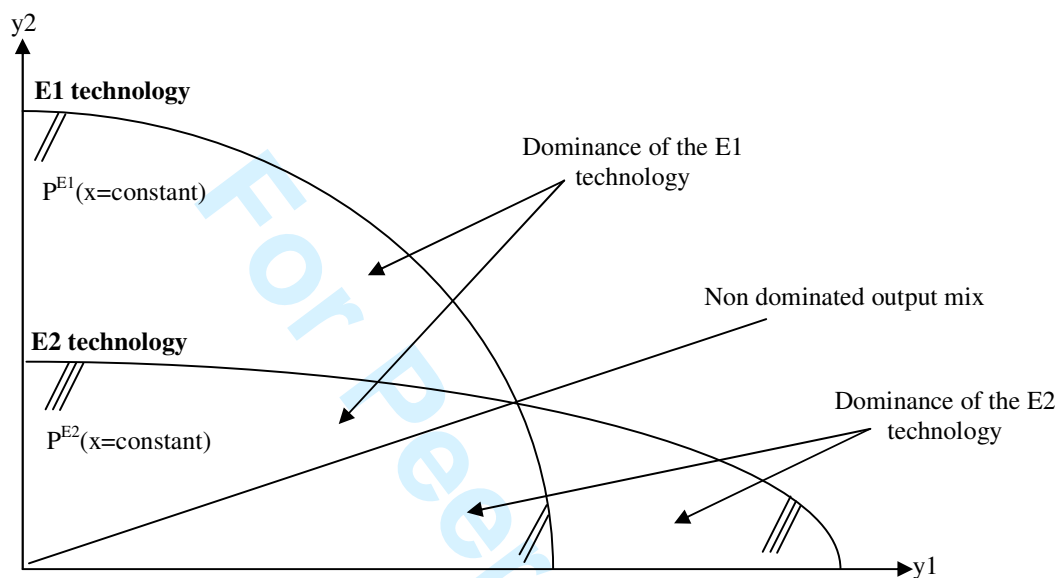 y2
E1 technology
Dominance of the E1
technology
P^E1(x=constant)
Non dominated output mix
E2 technology
Dominance of the E2
technology
P^E2(x=constant)
y1
For Peer